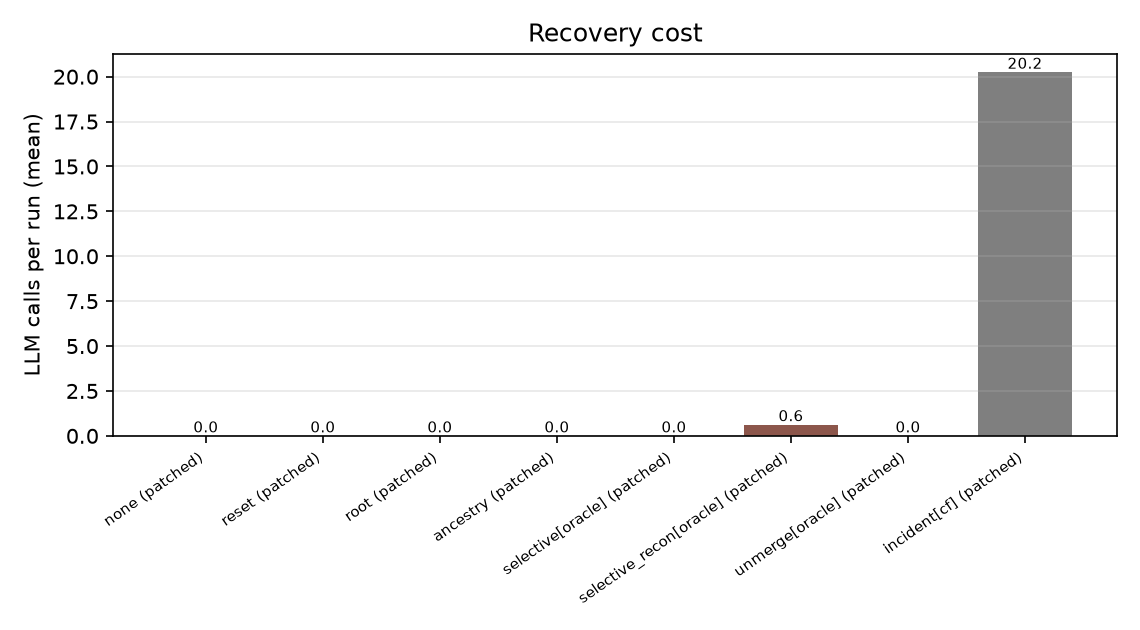 Recovery cost
LLM calls per run (mean)
20.0
17.5
15.0
12.5
10.0
7.5
5.0
2.5
0.0
0.0
0.0
0.0
0.0
0.0
0.6
0.0
20.2
none (patched)
reset (patched)
root (patched)
ancestry (patched)
selective[oracle] (patched)
selective_recon[oracle] (patched)
unmerge[oracle] (patched)
incident[cf] (patched)